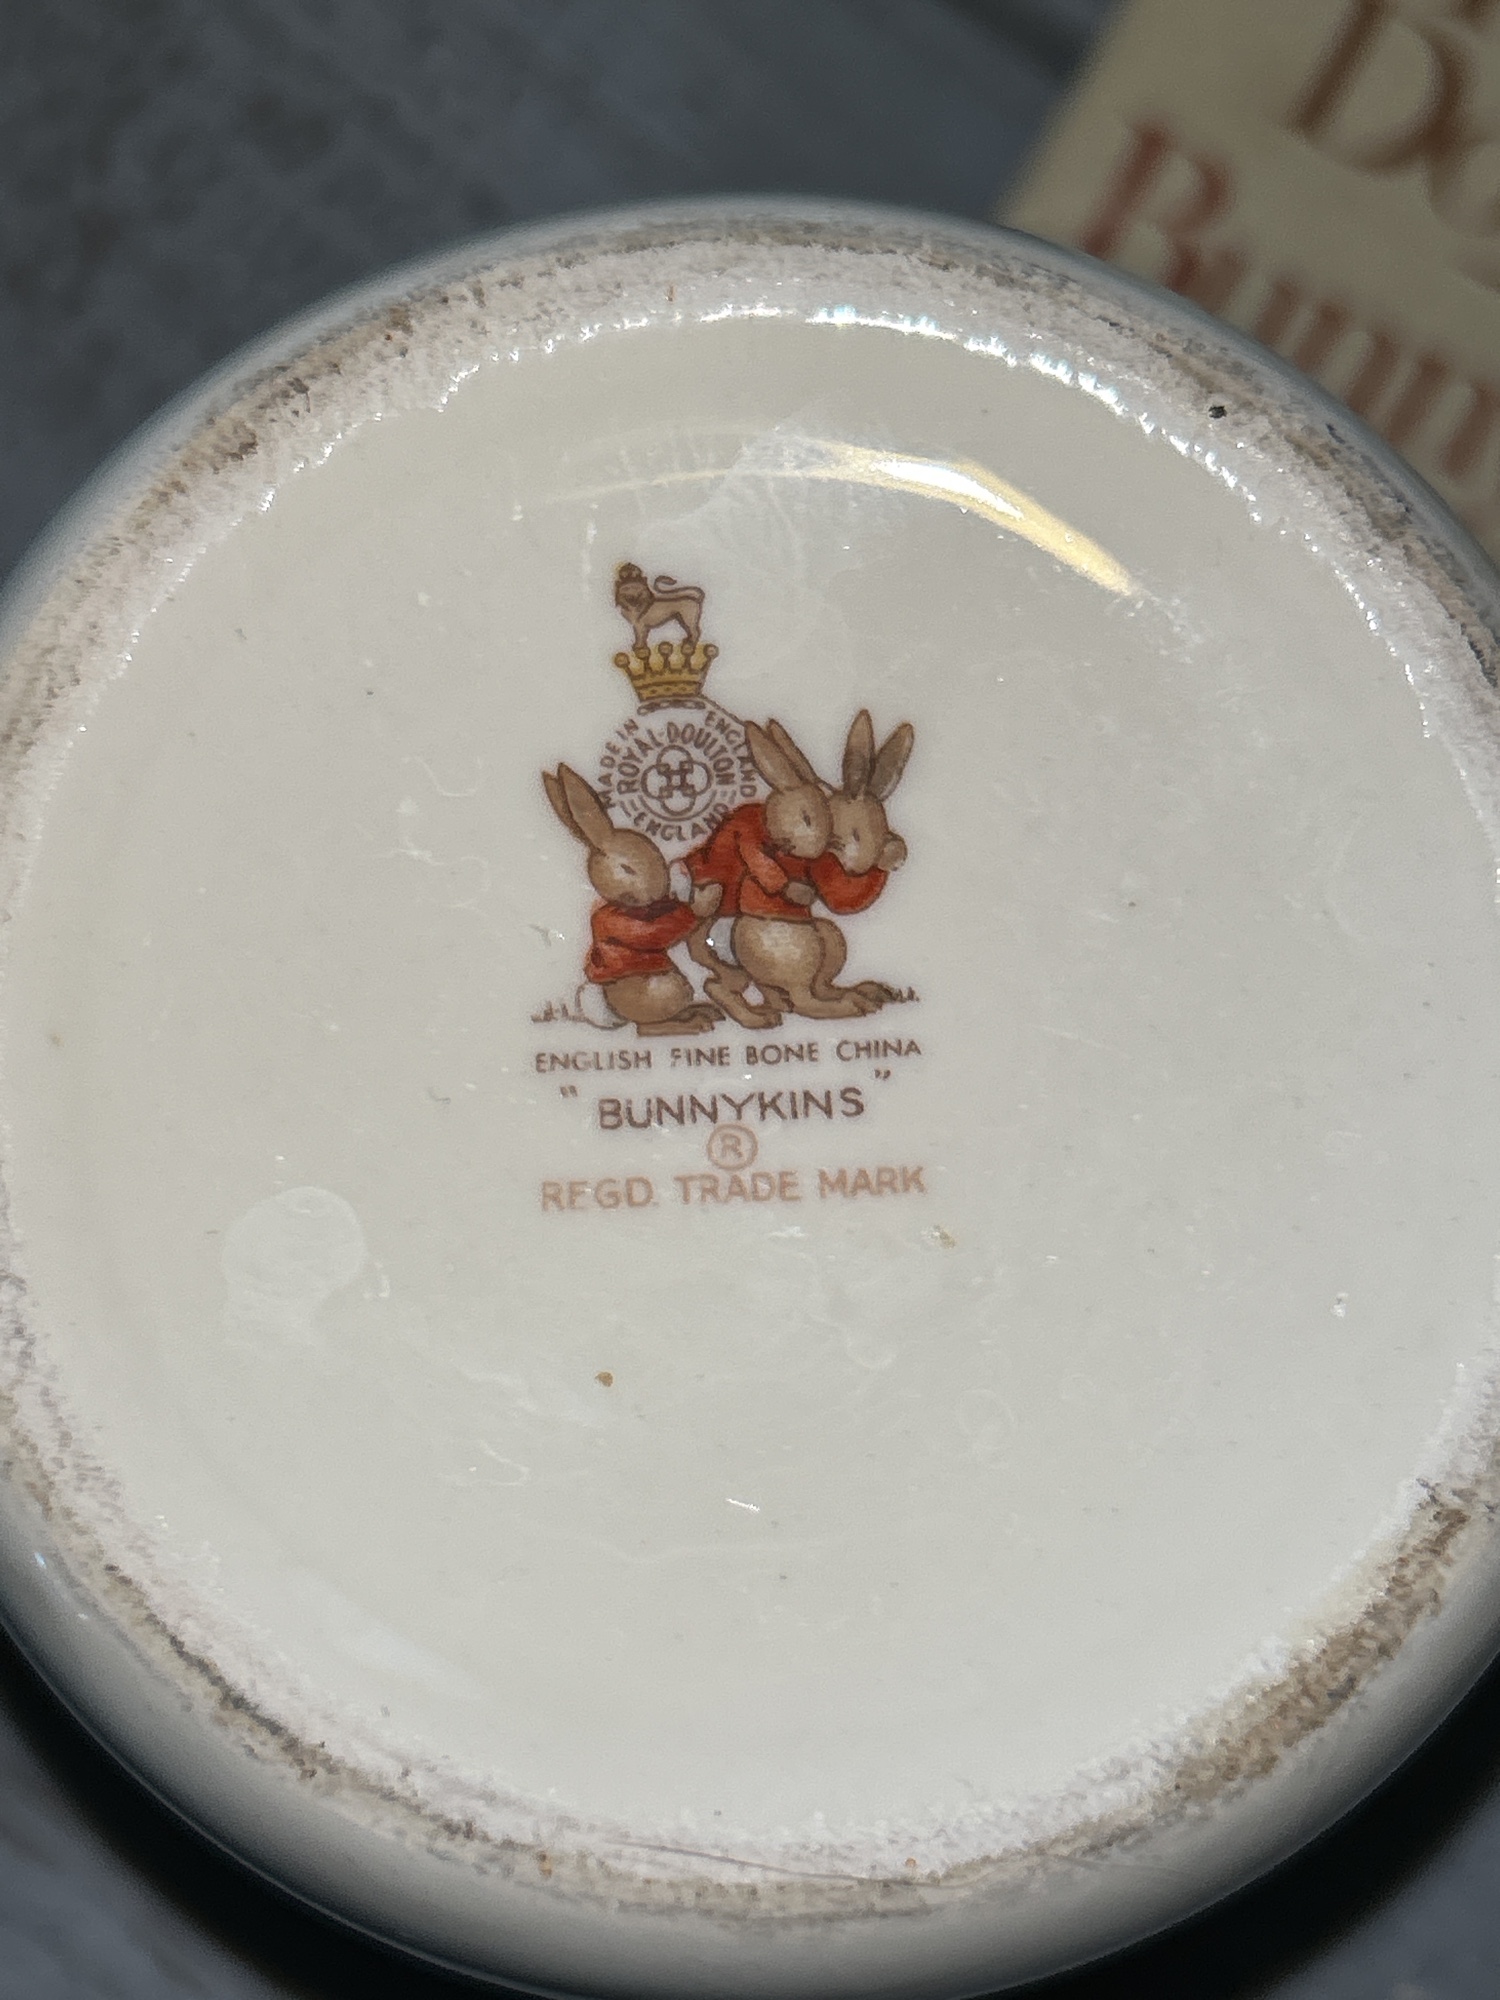 MADE IN ENGLAND
ROYAL DOULTON
ENGLAND
ENGLISH FINE BONE CHINA
"BUNNYKINS"
®
REGD. TRADE MARK